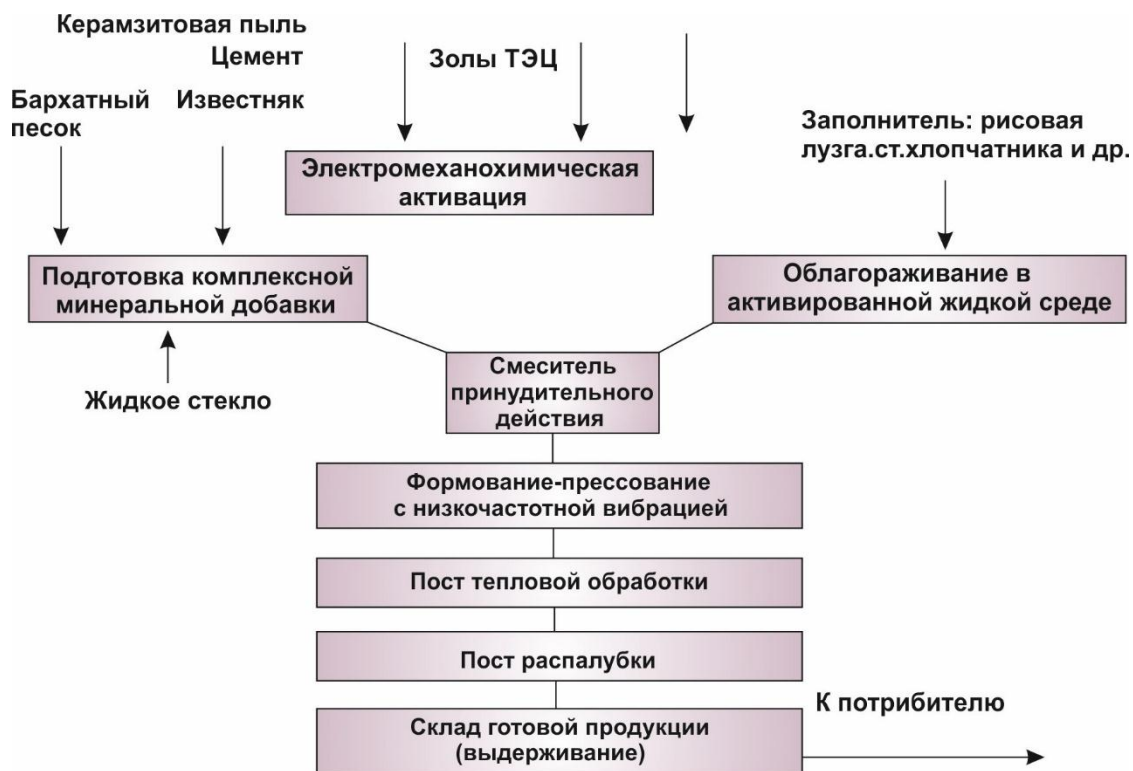 Керамзитовая пыль
Цемент
Золы ТЭЦ
Бархатный
песок
Известняк
Заполнитель: рисовая
лузга.ст.хлопчатника и др.
Электромеханохимическая
активация
Подготовка комплексной
минеральной добавки
Облагораживание в
активированной жидкой среде
Жидкое стекло
Смеситель
принудительного
действия
Формование-прессование
с низкочастотной вибрацией
Пост тепловой обработки
Пост распалубки
Склад готовой продукции
(выдерживание)
К потрибителю